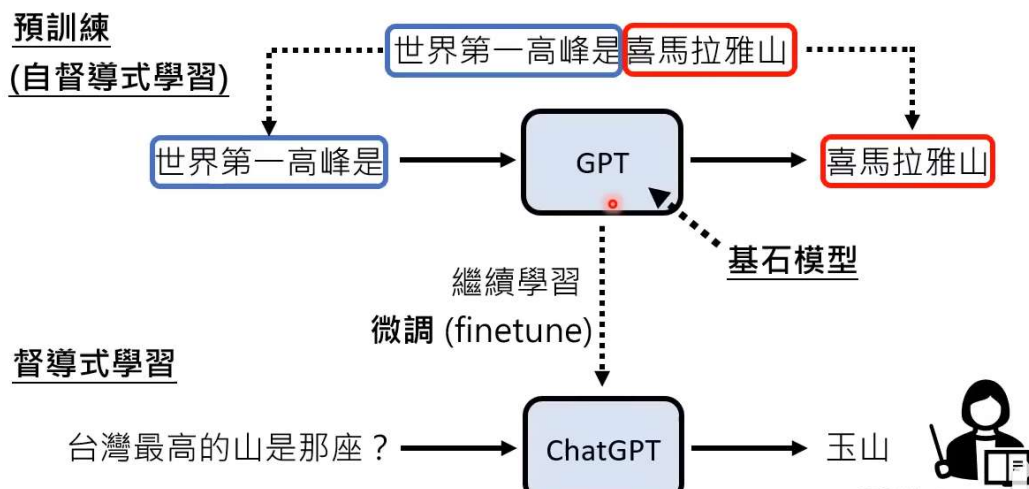 預訓練
(自督導式學習)
世界第一高峰是喜馬拉雅山
世界第一高峰是
GPT
喜馬拉雅山
基石模型
繼續學習
微調 (finetune)
督導式學習
台灣最高的山是那座？
ChatGPT
玉山